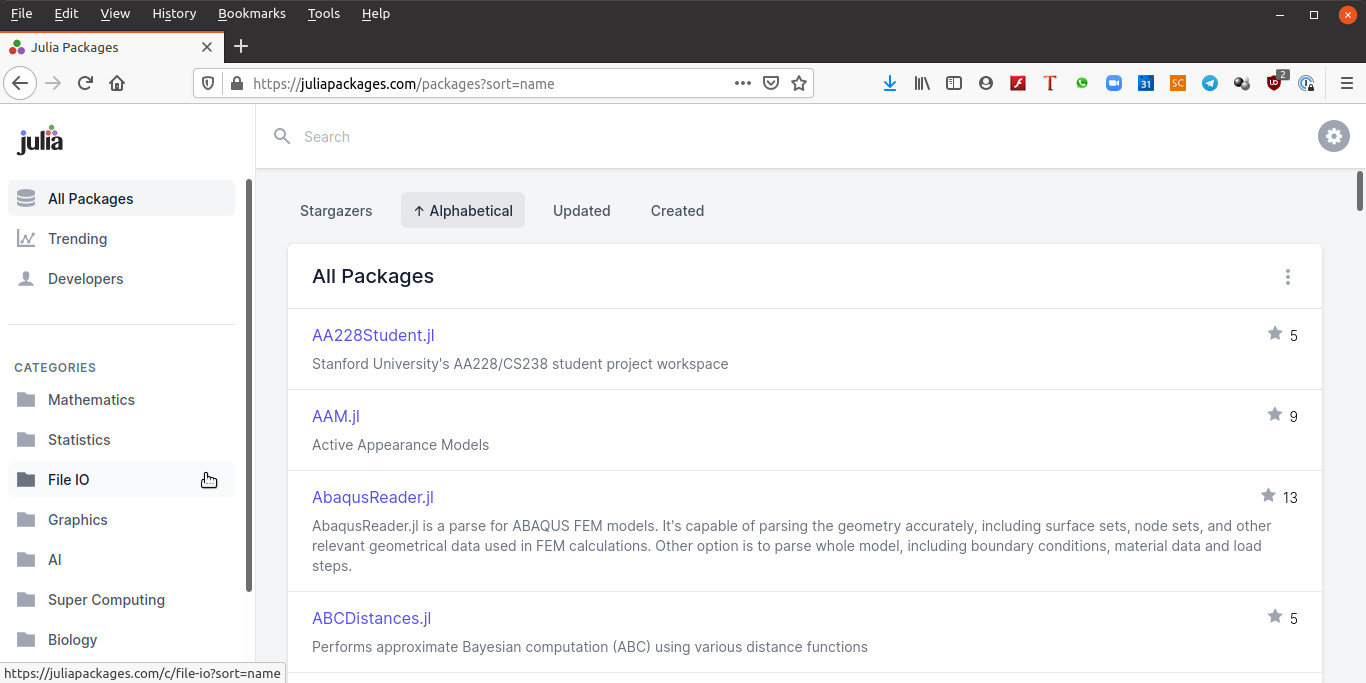 File Edit View History Bookmarks Tools Help
Julia Packages
https://juliapackages.com/packages?sort=name
31
SC
2
julia
Search
All Packages
Trending
Developers
CATEGORIES
Mathematics
Statistics
File IO
Graphics
AI
Super Computing
Biology
https://juliapackages.com/c/file-io?sort=name
Stargazers Alphabetical Updated Created
All Packages
AA228Student.jl 5
Stanford University's AA228/CS238 student project workspace
AAM.jl 9
Active Appearance Models
AbaqusReader.jl 13
AbaqusReader.jl is a parse for ABAQUS FEM models. It's capable of parsing the geometry accurately, including surface sets, node sets, and other
relevant geometrical data used in FEM calculations. Other option is to parse whole model, including boundary conditions, material data and load
steps.
ABCDistances.jl 5
Performs approximate Bayesian computation (ABC) using various distance functions